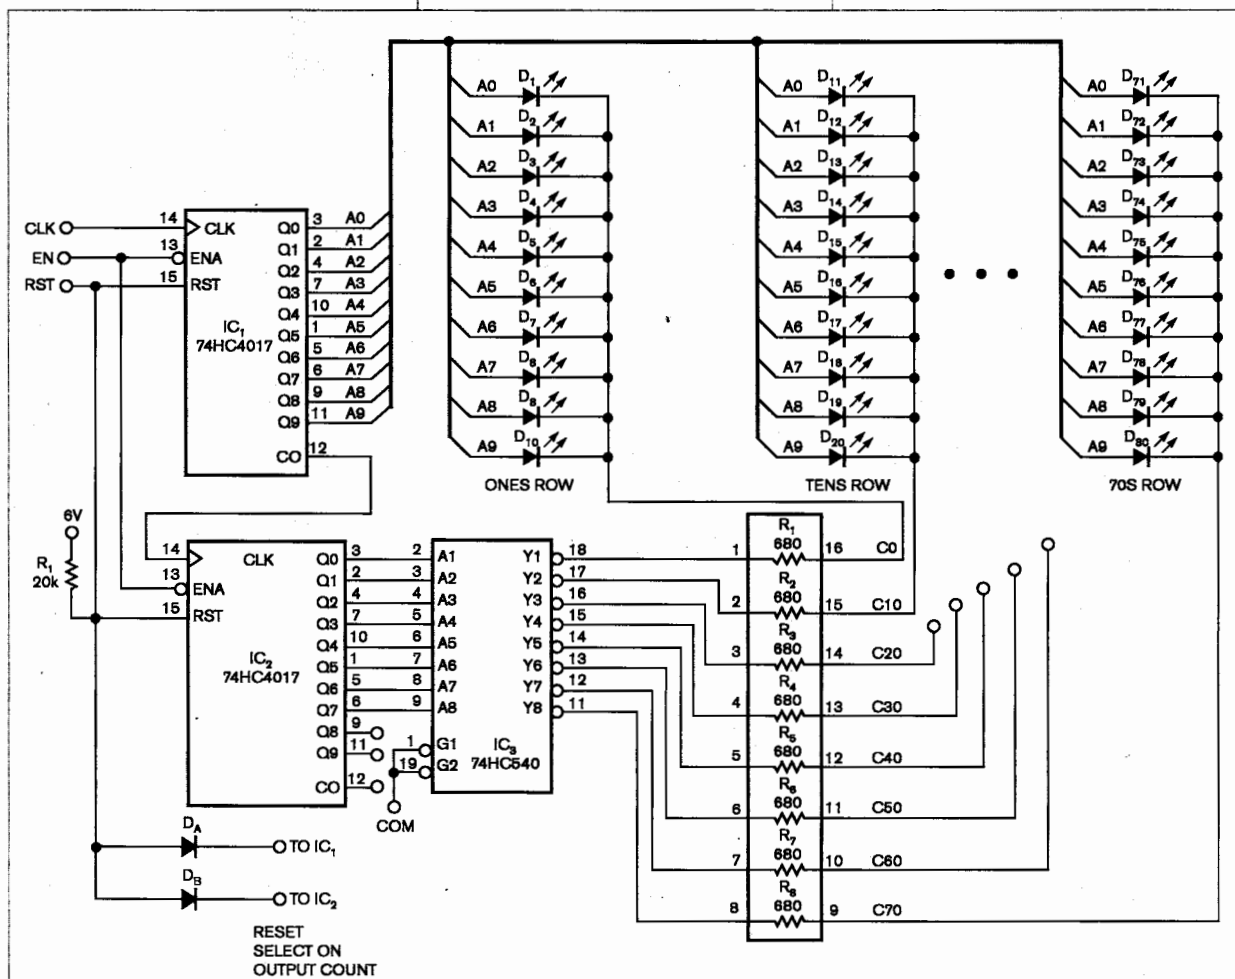 CLK
EN
RST
14
13
15
CLK
ENA
RST
IC1
74HC4017
Q0 3 A0
Q1 2 A1
Q2 4 A2
Q3 7 A3
Q4 10 A4
Q5 1 A5
Q6 5 A6
Q7 6 A7
Q8 9 A8
Q9 11 A9
CO 12
A0 D1
A1 D2
A2 D3
A3 D4
A4 D5
A5 D6
A6 D7
A7 D8
A8 D8
A9 D10
ONES ROW
A0 D11
A1 D12
A2 D13
A3 D14
A4 D15
A5 D16
A6 D17
A7 D18
A8 D19
A9 D20
TENS ROW
A0 D71
A1 D72
A2 D73
A3 D74
A4 D75
A5 D76
A6 D77
A7 D78
A8 D79
A9 D80
70S ROW
6V
R1
20k
14
13
15
CLK
ENA
RST
IC2
74HC4017
Q0 3
Q1 2
Q2 4
Q3 7
Q4 10
Q5 1
Q6 5
Q7 6
Q8 9
Q9 11
CO 12
2 A1
3 A2
4 A3
5 A4
6 A5
7 A6
8 A7
9 A8
1 G1
19 G2
IC3
74HC540
COM
Y1 18
Y2 17
Y3 16
Y4 15
Y5 14
Y6 13
Y7 12
Y8 11
R1
1 680 16 C0
R2
2 680 15 C10
R3
3 680 14 C20
R4
4 680 13 C30
R5
5 680 12 C40
R6
6 680 11 C50
R7
7 680 10 C60
R8
8 680 9 C70
DA
TO IC1
DB
TO IC2
RESET
SELECT ON
OUTPUT COUNT